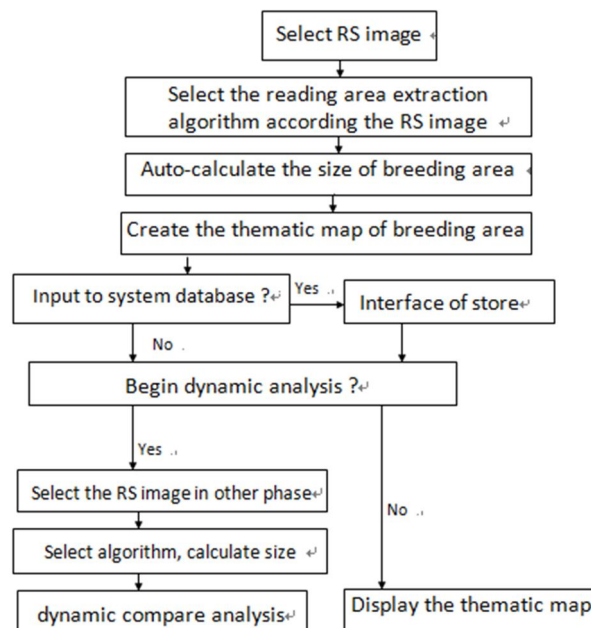 Select RS image
Select the reading area extraction
algorithm according the RS image
Auto-calculate the size of breeding area
Create the thematic map of breeding area
Input to system database ?
Yes
Interface of store
No
Begin dynamic analysis ?
Yes
Select the RS image in other phase
No
Select algorithm, calculate size
dynamic compare analysis
Display the thematic map